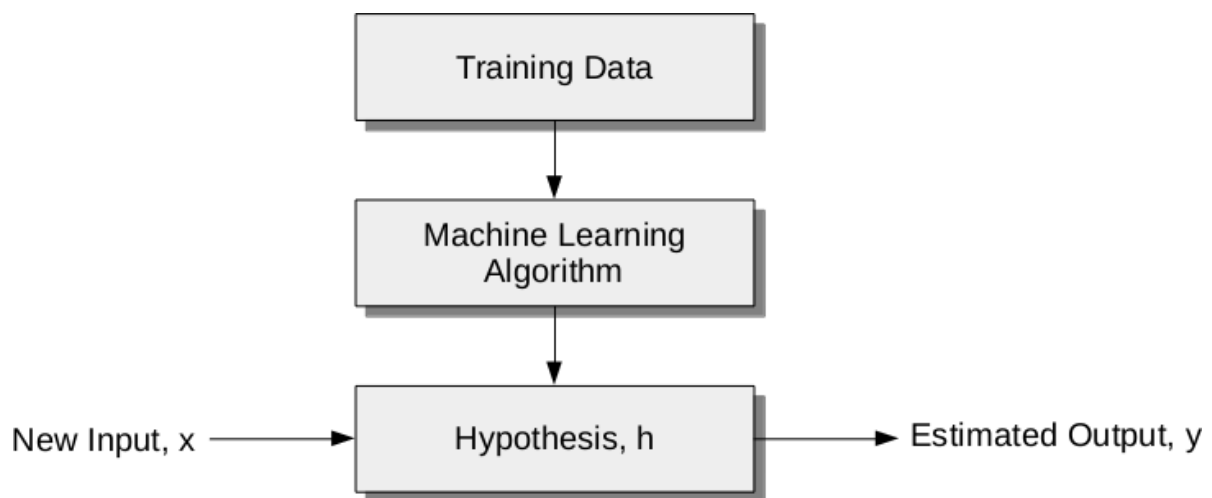 Training Data
Machine Learning
Algorithm
New Input, x
Hypothesis, h
Estimated Output, y